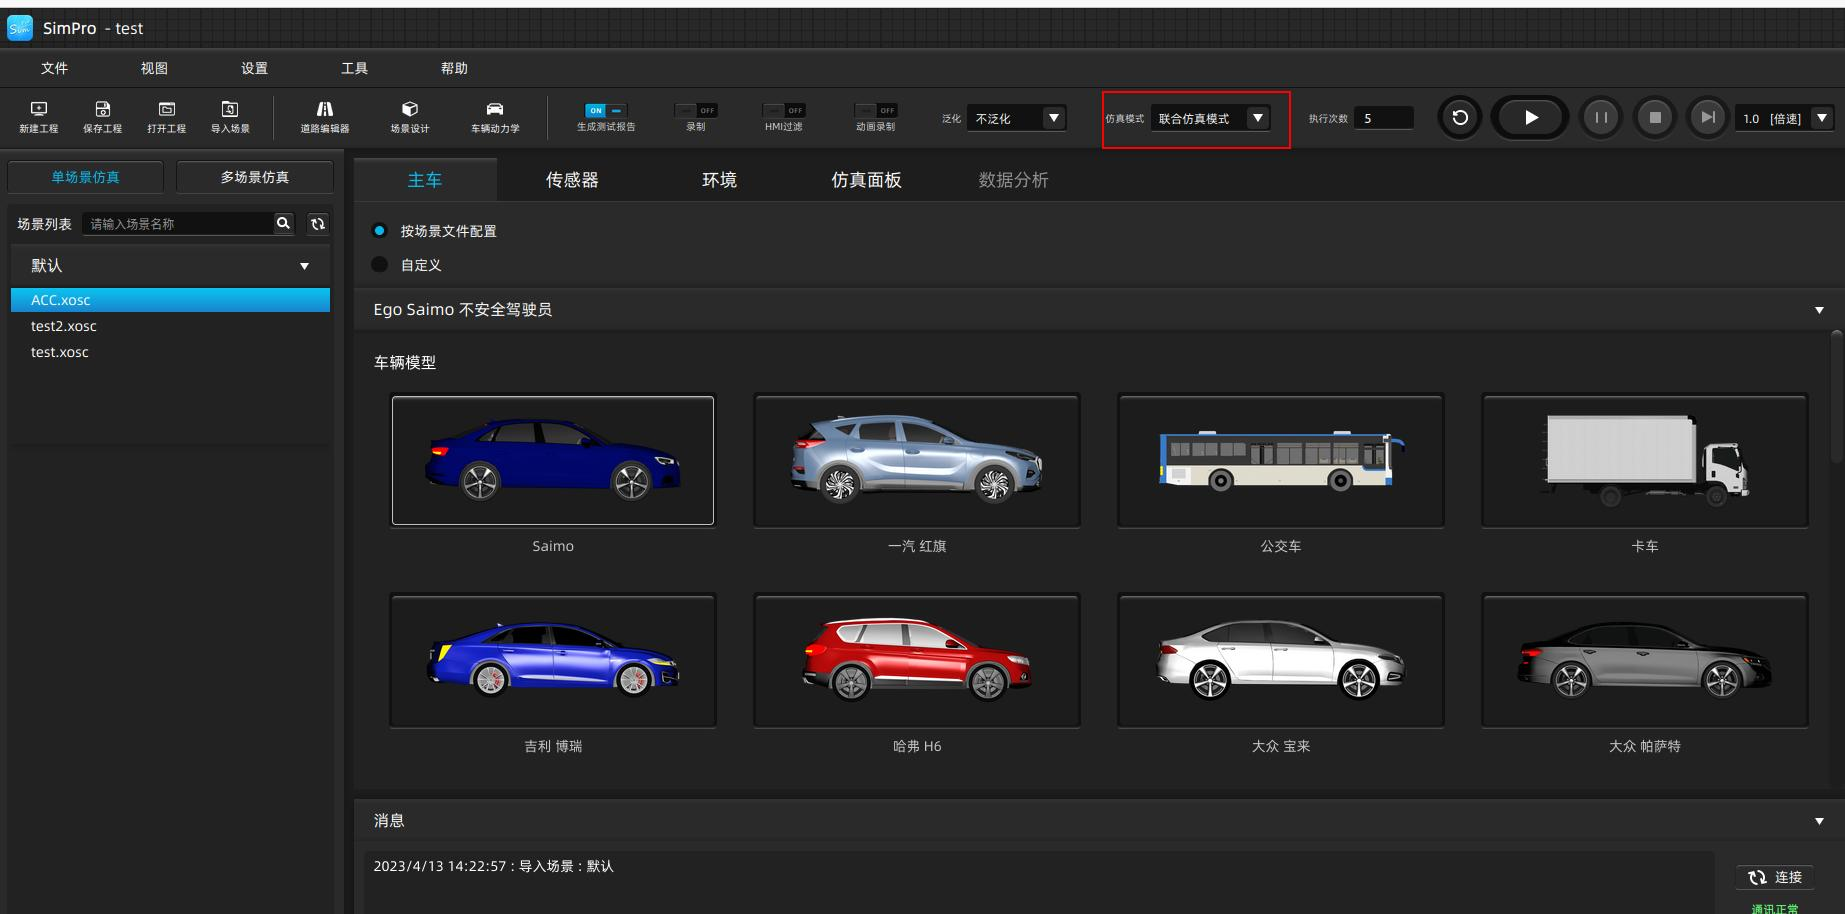 SimPro - test
文件 视图 设置 工具 帮助
新建工程 保存工程 打开工程 导入场景 道路编辑器 场景设计 车辆动力学
ON 生成测试报告
OFF 录制
OFF HMI过滤
OFF 动画录制
泛化 不泛化
仿真模式 联合仿真模式
执行次数 5
1.0 [倍速]
单场景仿真 多场景仿真
场景列表 请输入场景名称
默认
ACC.xosc
test2.xosc
test.xosc
主车 传感器 环境 仿真面板 数据分析
按场景文件配置
自定义
Ego Saimo 不安全驾驶员
车辆模型
Saimo 一汽 红旗 公交车 卡车
吉利 博瑞 哈弗 H6 大众 宝来 大众 帕萨特
消息
2023/4/13 14:22:57 : 导入场景 : 默认
连接
通讯正常